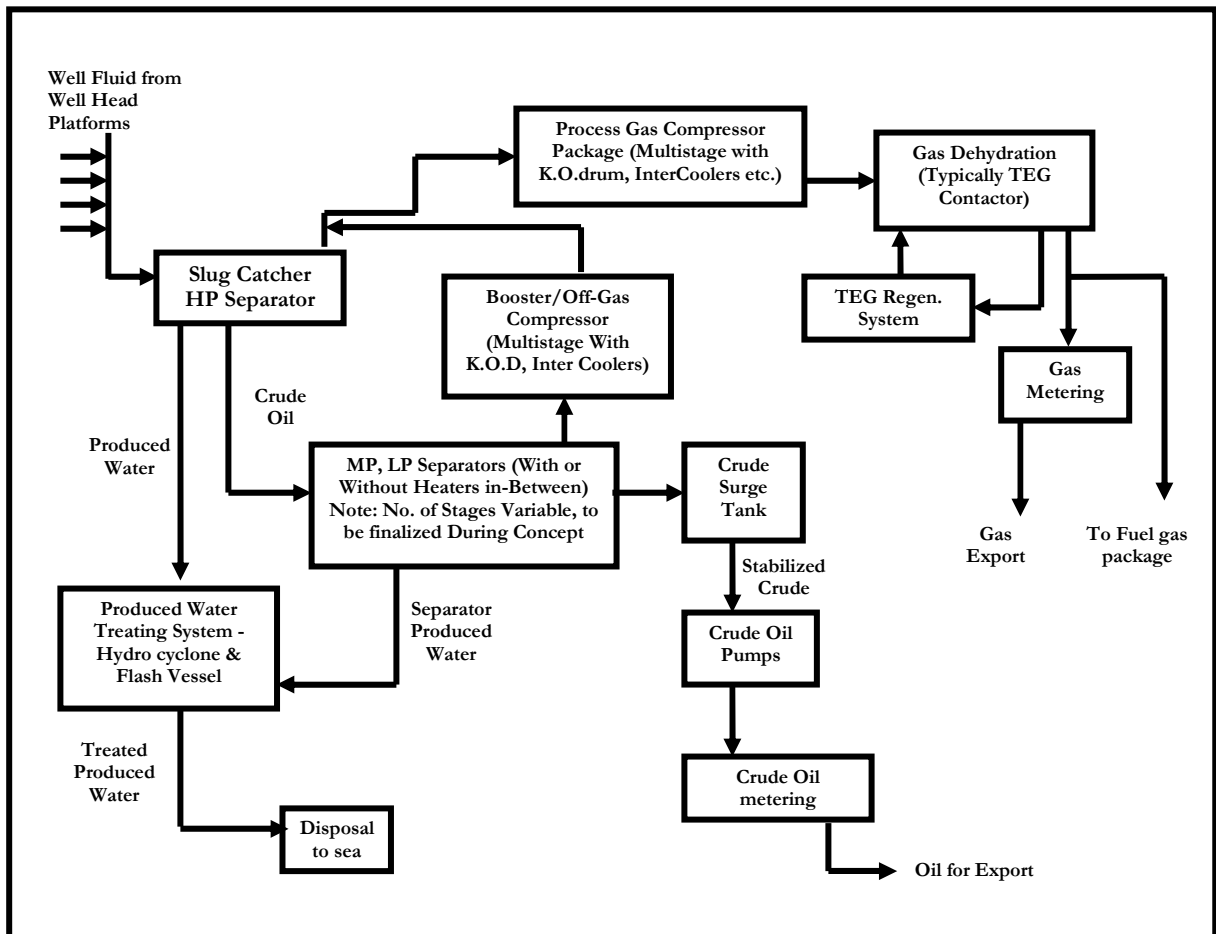 Well Fluid from
Well Head
Platforms
Process Gas Compressor
Package (Multistage with
K.O.drum, InterCoolers etc.)
Gas Dehydration
(Typically TEG
Contactor)
Slug Catcher
HP Separator
Booster/Off-Gas
Compressor
(Multistage With
K.O.D, Inter Coolers)
TEG Regen.
System
Gas
Metering
Crude
Oil
Produced
Water
MP, LP Separators (With or
Without Heaters in-Between)
Note: No. of Stages Variable, to
be finalized During Concept
Crude
Surge
Tank
Gas
Export
To Fuel gas
package
Stabilized
Crude
Produced Water
Treating System -
Hydro cyclone &
Flash Vessel
Separator
Produced
Water
Crude Oil
Pumps
Treated
Produced
Water
Crude Oil
metering
Disposal
to sea
Oil for Export